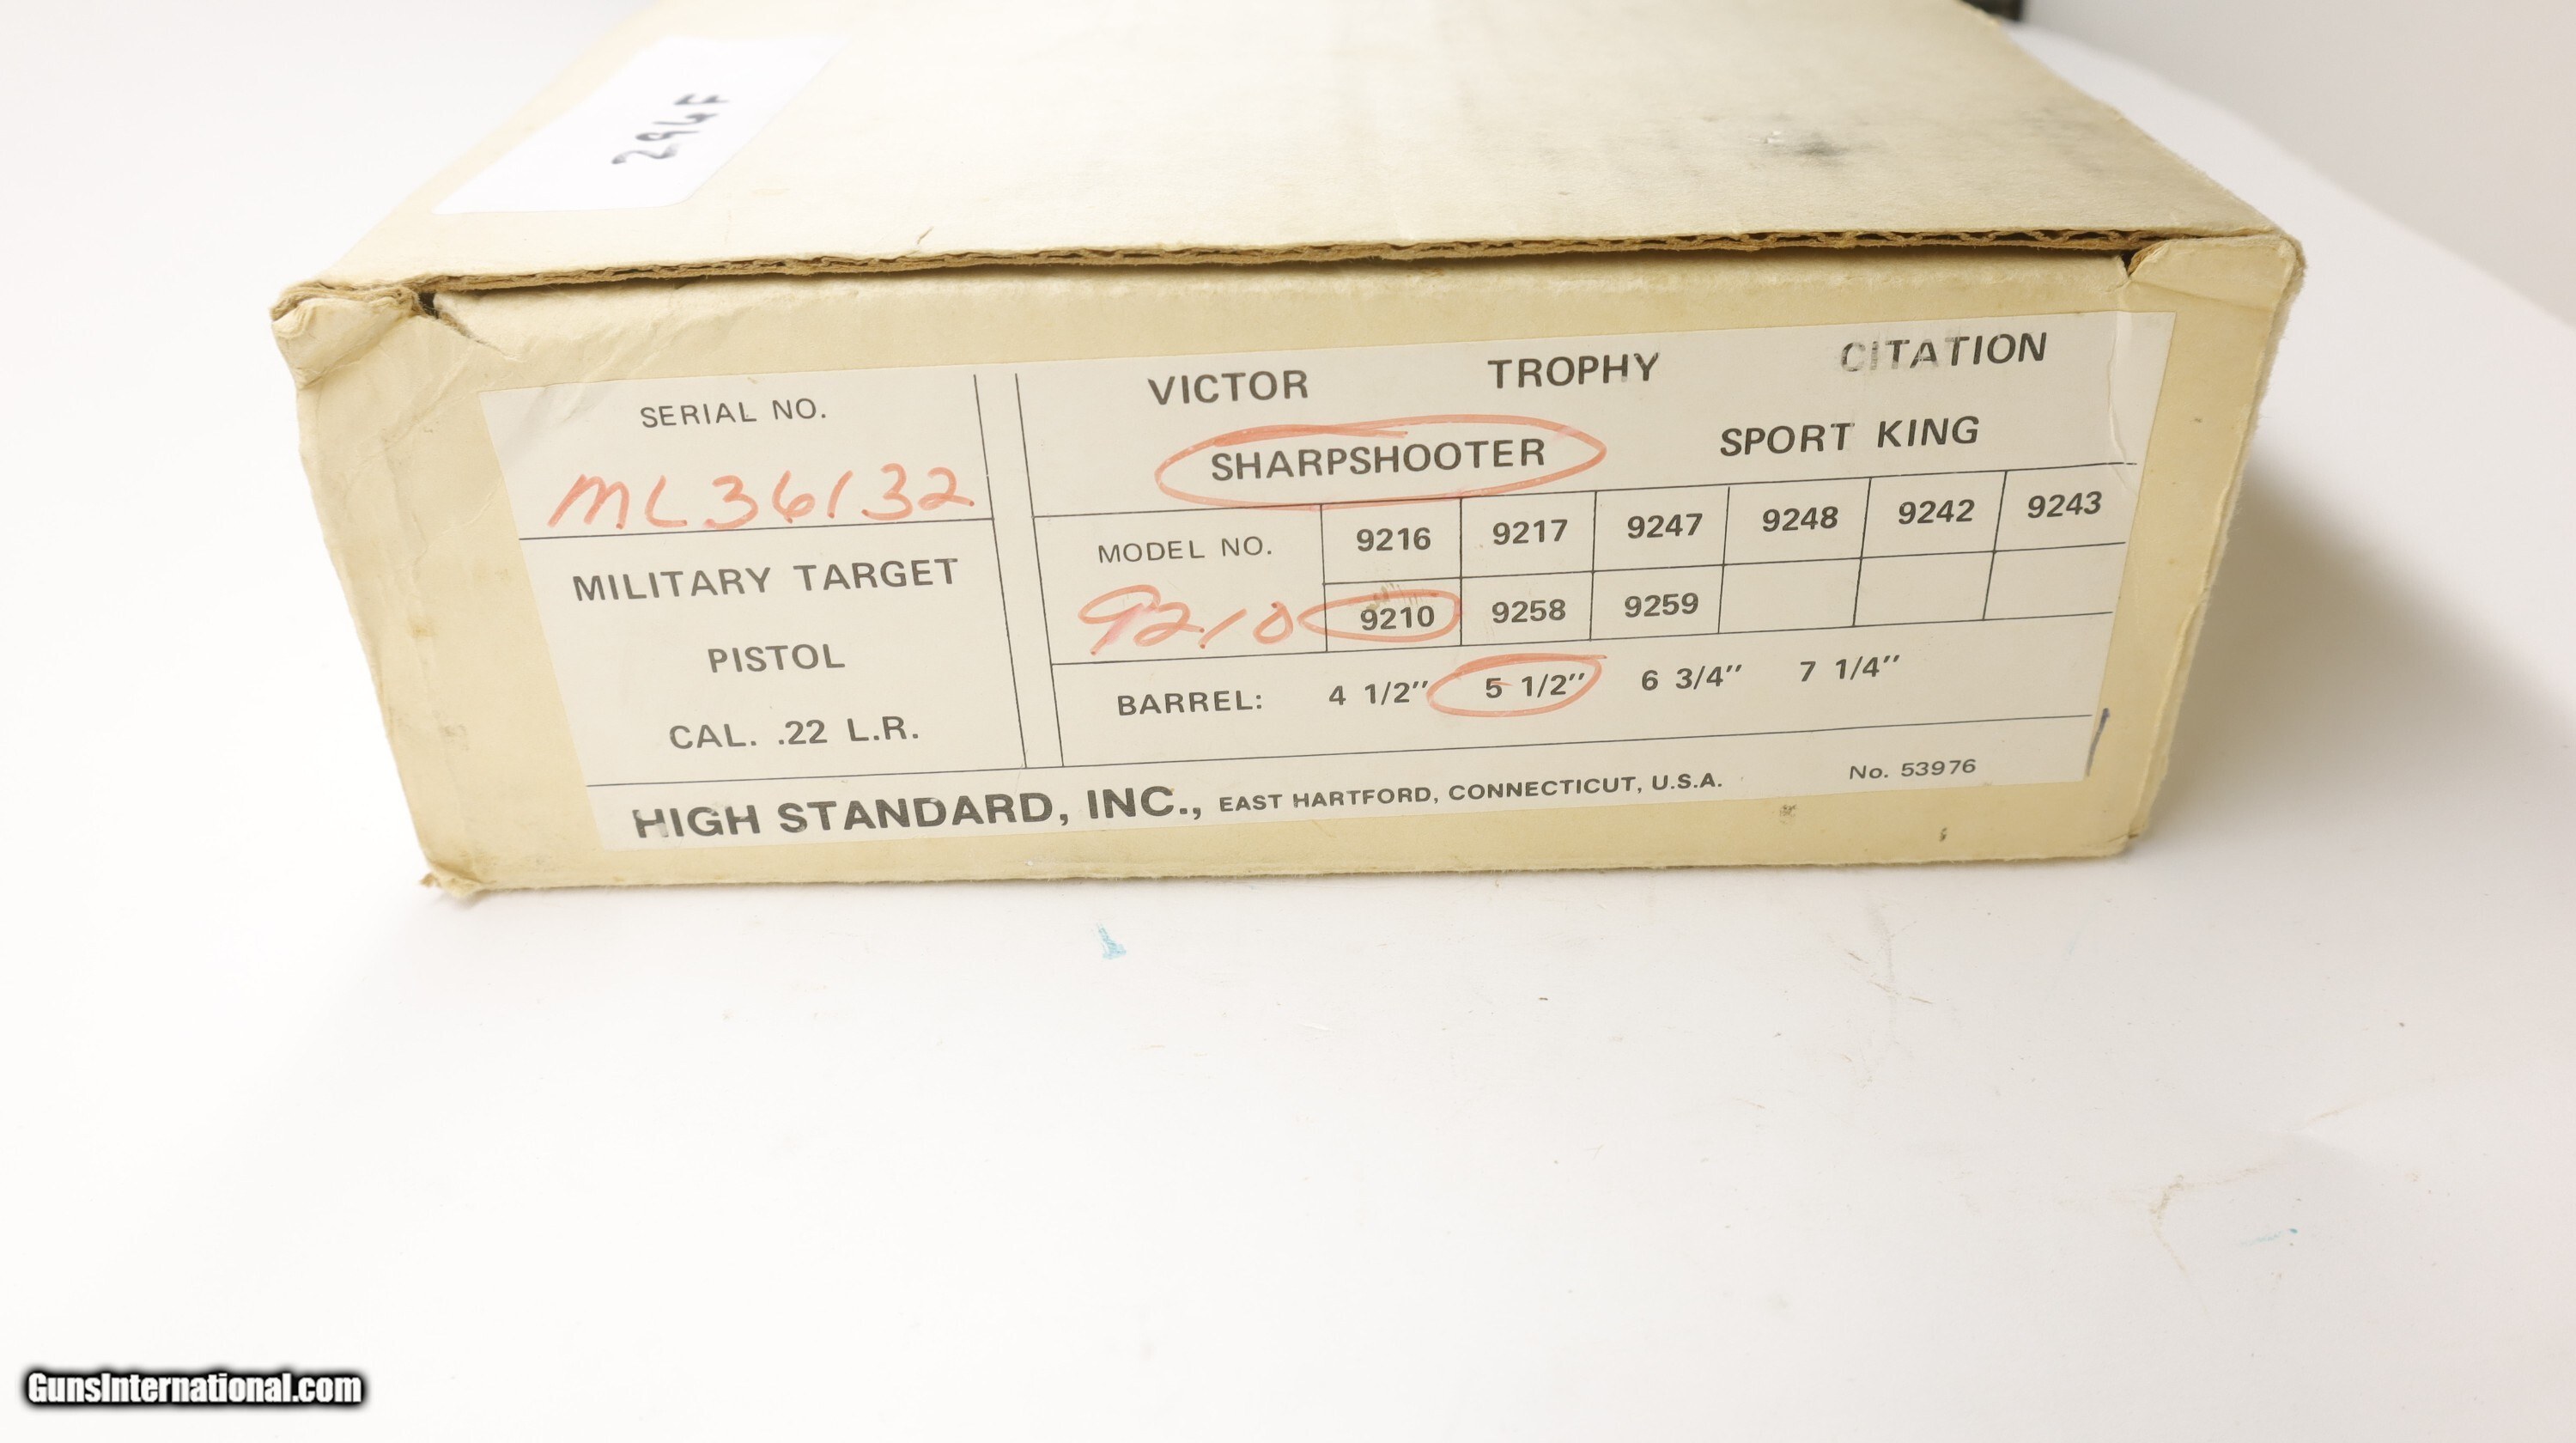 29LF
SERIAL NO.
ML36132
MILITARY TARGET
PISTOL
CAL. .22 L.R.
VICTOR TROPHY CITATION
SHARPSHOOTER SPORT KING
MODEL NO. 9216 9217 9247 9248 9242 9243
9210 9210 9258 9259
BARREL: 4 1/2″ 5 1/2″ 6 3/4″ 7 1/4″
HIGH STANDARD, INC., EAST HARTFORD, CONNECTICUT, U.S.A. No. 53976
GunsInternational.com